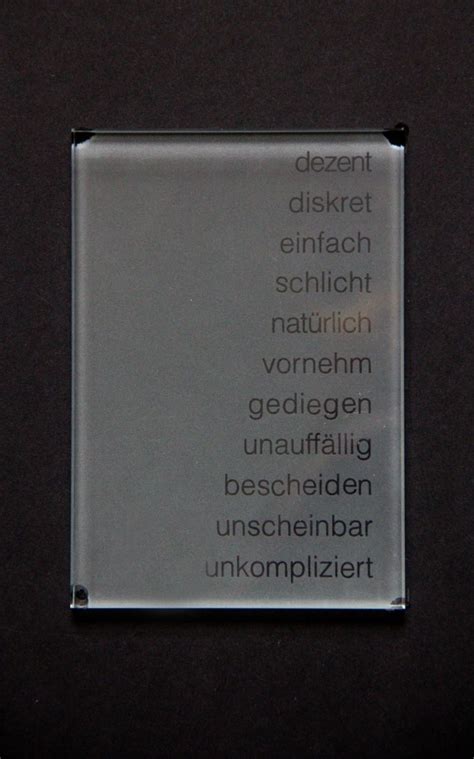 dezent
diskret
einfach
schlicht
natürlich
vornehm
gediegen
unauffällig
bescheiden
unscheinbar
unkompliziert